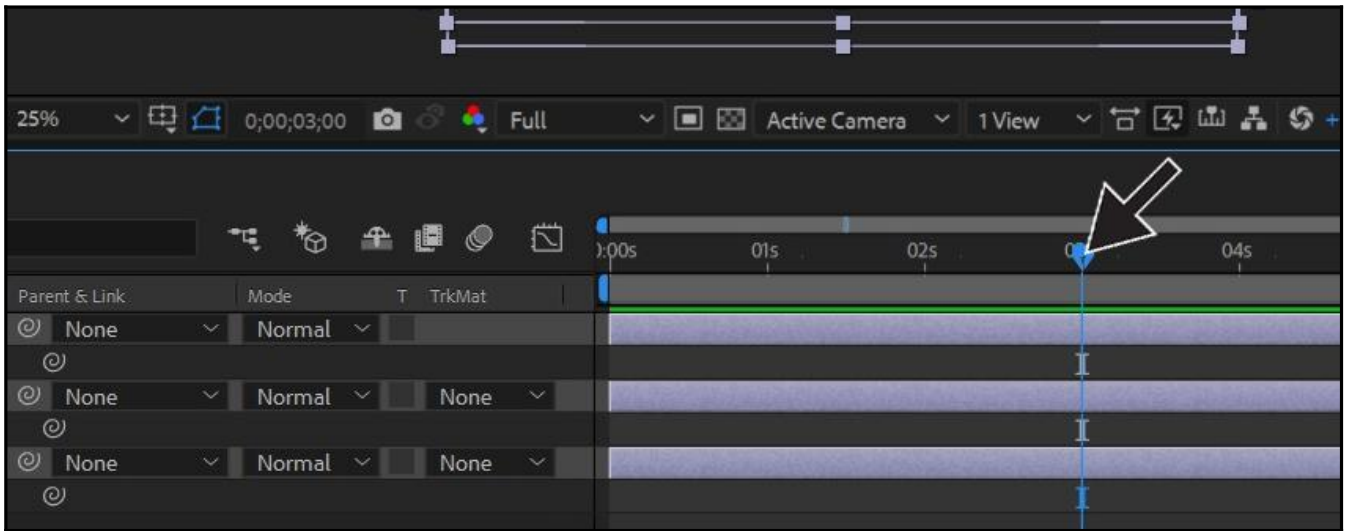 25% 0;00;03;00 Full Active Camera 1 View
):00s 01s 02s 04s
Parent & Link Mode T TrkMat
None Normal
None Normal None
None Normal None